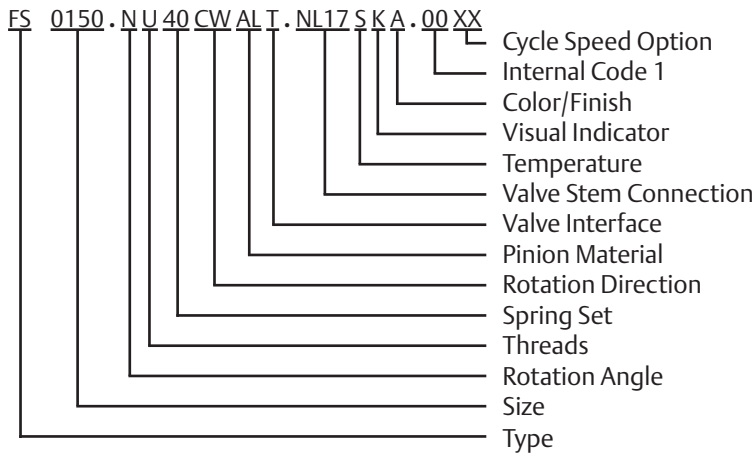 FS 0150.NU40CWALT.NL17SKA.00XX
Cycle Speed Option
Internal Code 1
Color/Finish
Visual Indicator
Temperature
Valve Stem Connection
Valve Interface
Pinion Material
Rotation Direction
Spring Set
Threads
Rotation Angle
Size
Type